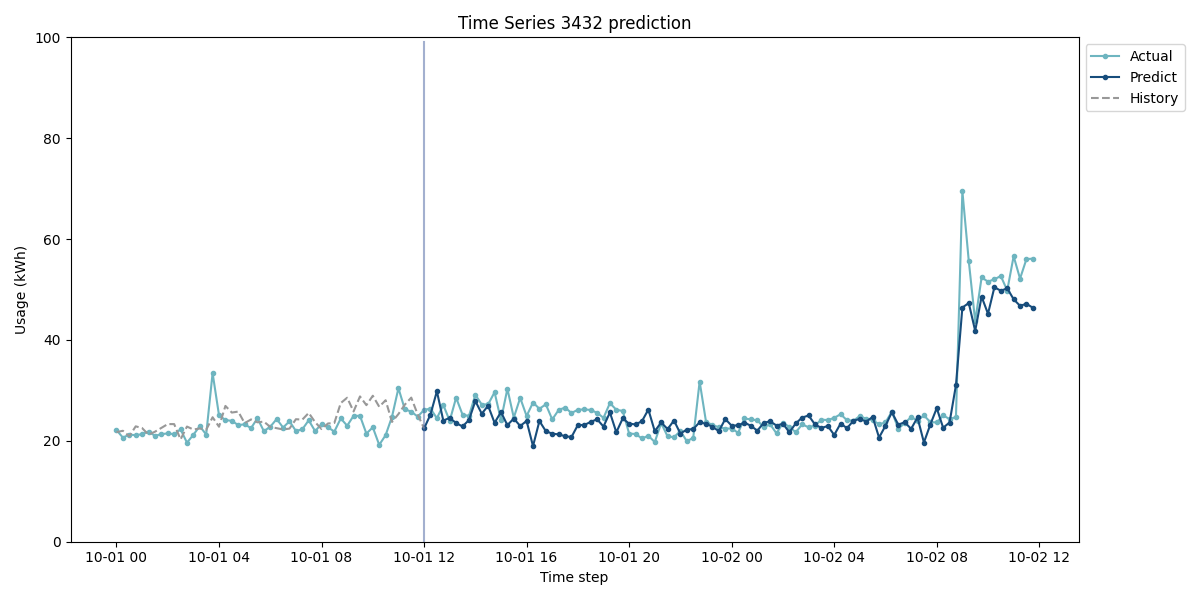 Time Series 3432 prediction
100
80
60
40
20
0
Usage (kWh)
10-01 00
10-01 04
10-01 08
10-01 12
10-01 16
10-01 20
10-02 00
10-02 04
10-02 08
10-02 12
Time step
Actual
Predict
History